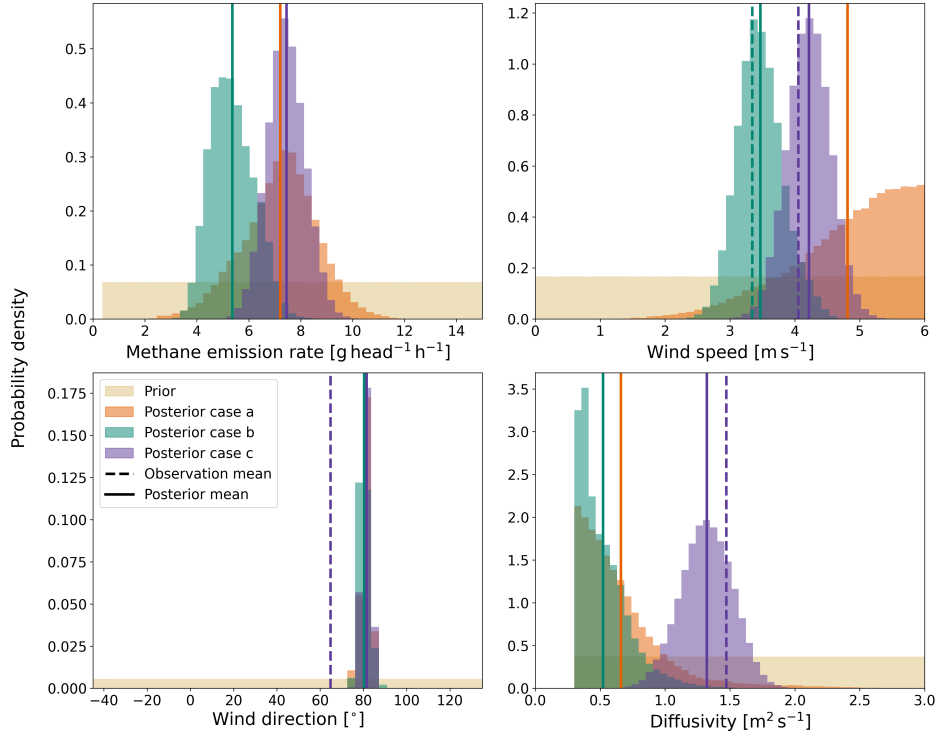 Probability density
0.5
0.4
0.3
0.2
0.1
0.0
0 2 4 6 8 10 12 14
Methane emission rate [g head⁻¹ h⁻¹]
1.2
1.0
0.8
0.6
0.4
0.2
0.0
0 1 2 3 4 5 6
Wind speed [m s⁻¹]
0.175
0.150
0.125
0.100
0.075
0.050
0.025
0.000
Prior
Posterior case a
Posterior case b
Posterior case c
Observation mean
Posterior mean
−40 −20 0 20 40 60 80 100 120
Wind direction [°]
3.5
3.0
2.5
2.0
1.5
1.0
0.5
0.0
0.0 0.5 1.0 1.5 2.0 2.5 3.0
Diffusivity [m² s⁻¹]